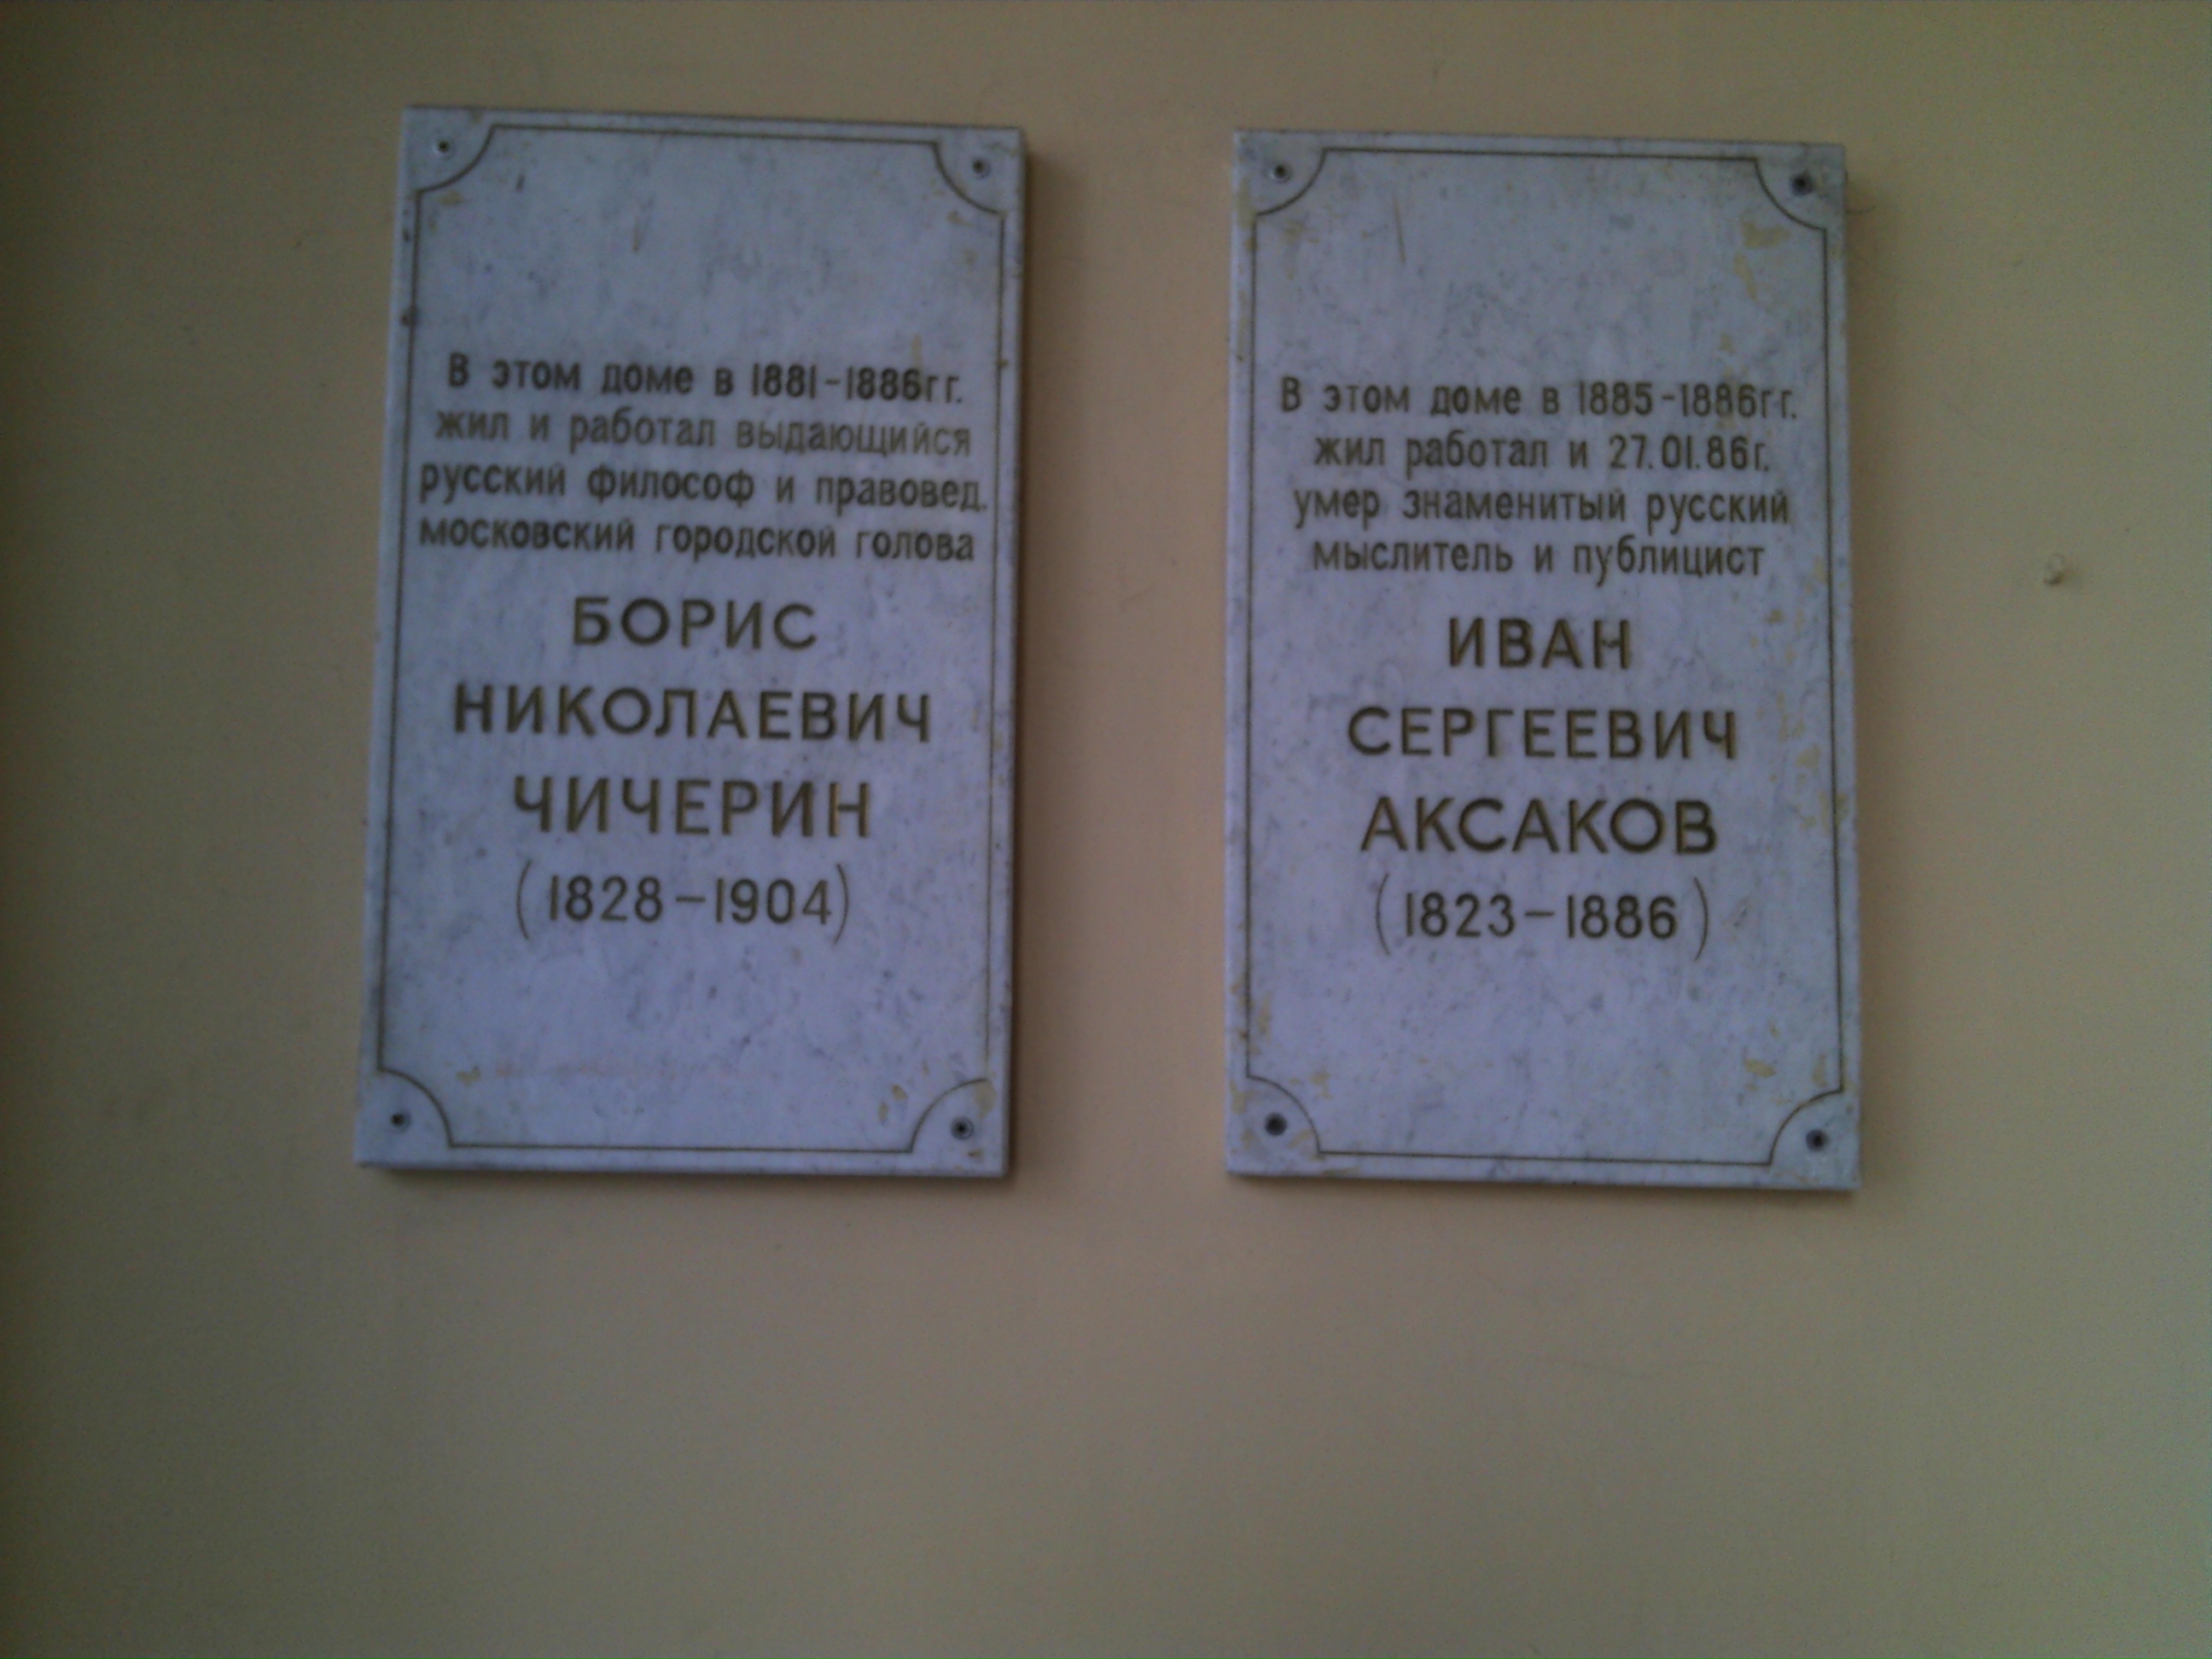 В этом доме в 1881-1886гг.
жил и работал выдающийся
русский философ и правовед.
московский городской голова
БОРИС
НИКОЛАЕВИЧ
ЧИЧЕРИН
(1828-1904)
В этом доме в 1885-1886гг.
жил работал и 27.01.86г.
умер знаменитый русский
мыслитель и публицист
ИВАН
СЕРГЕЕВИЧ
АКСАКОВ
(1823-1886)